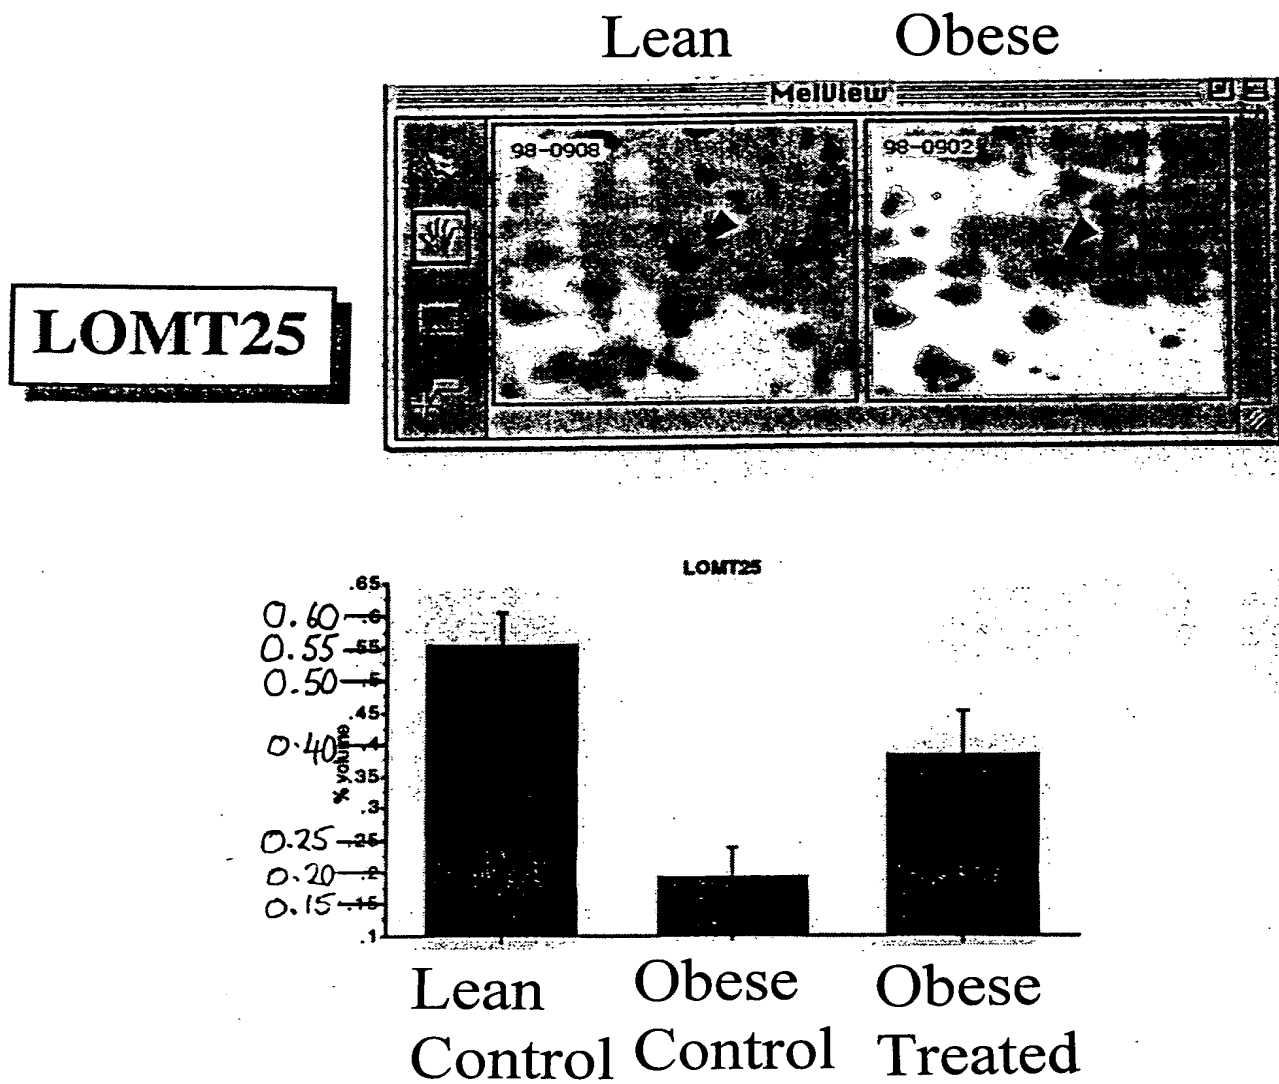 Lean Obese
MelView
98-0908 98-0902
LOMT25
LOMT25
.65
0.60 .6
0.55 .55
0.50 .5
.45
0.40 .4
.35
.3
0.25 .25
0.20 .2
0.15 .15
.1
% volume
Lean Control
Obese Control
Obese Treated